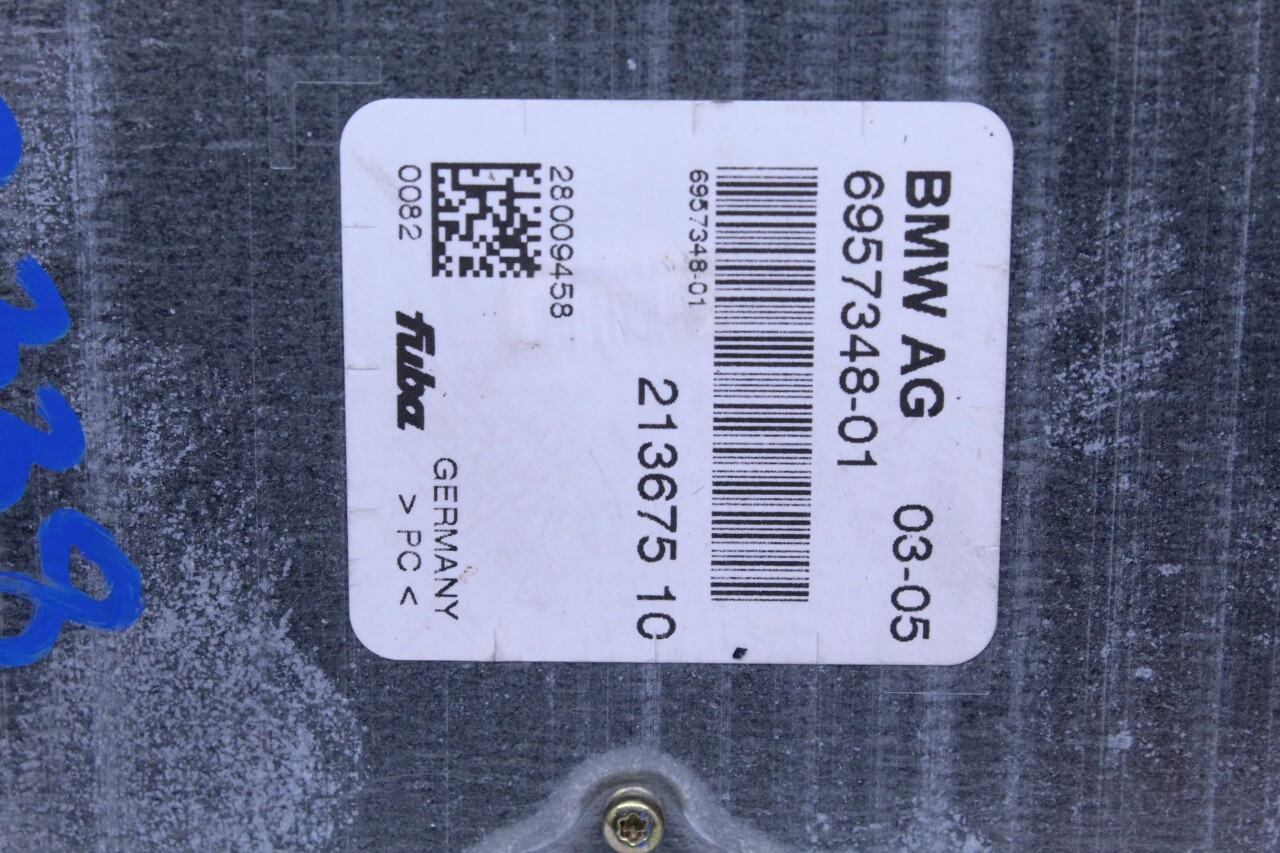 BMW AG 03-05
6957348-01
6957348-01
213675 10
28009458
0082
fuba
GERMANY
> PC <